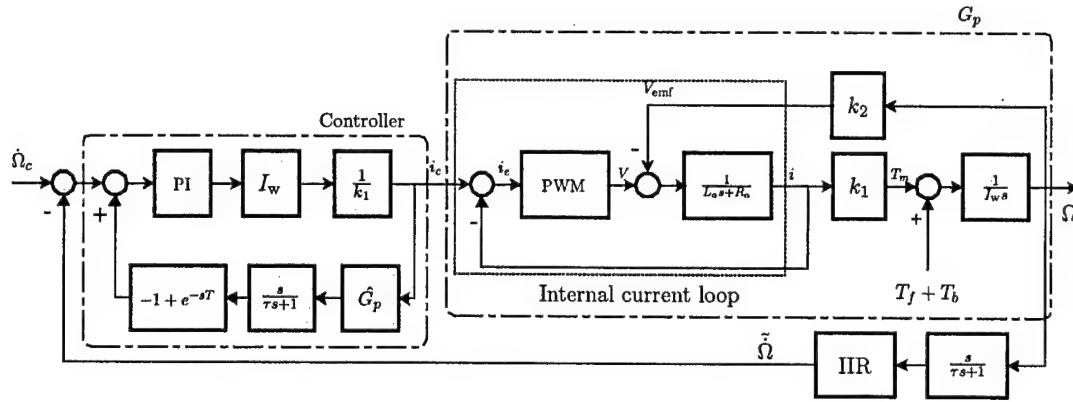 G_p
V_emf
k_2
Controller
Ω̇_c
PI
I_w
1/k_1
i_c
i_e
PWM
V
1/(L_a s+R_a)
i
k_1
T_m
1/(I_w s)
Ω
-
+
-
-
+
-1 + e^{-sT}
s/(τs+1)
Ĝ_p
Internal current loop
T_f + T_b
Ω̇̃
IIR
s/(τs+1)